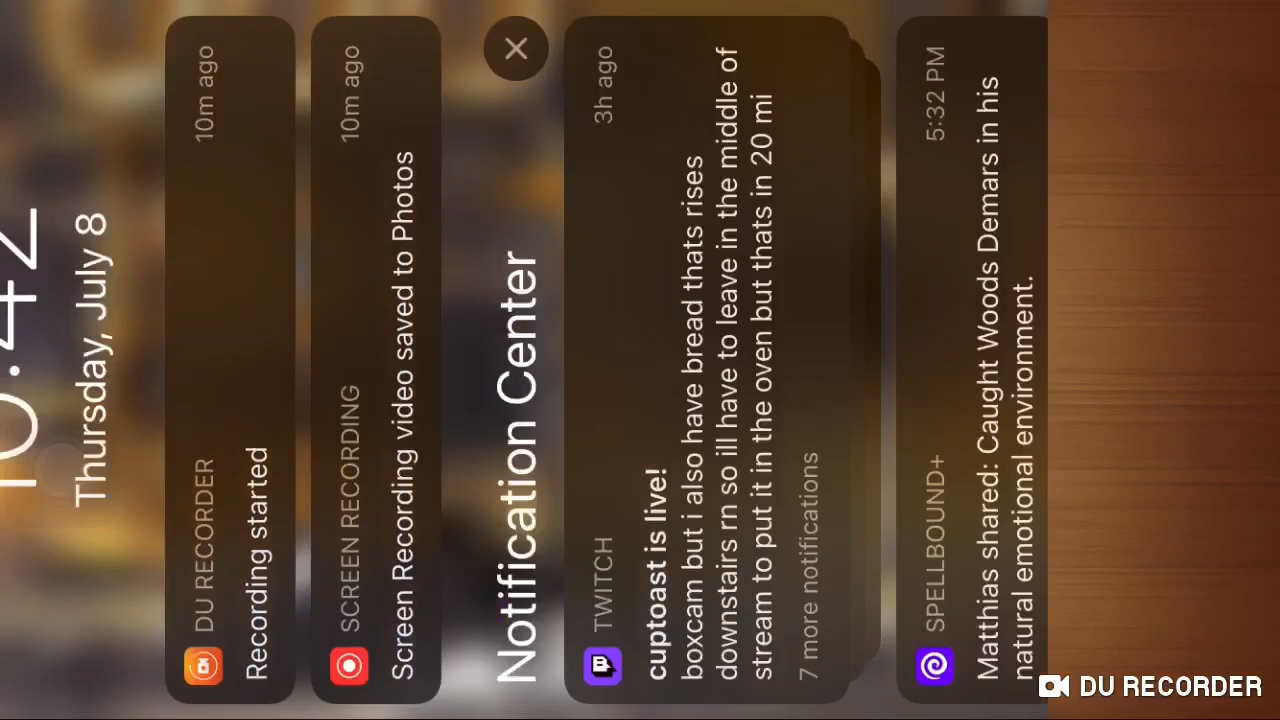 10:42
Thursday, July 8
DU RECORDER 10m ago
Recording started
SCREEN RECORDING 10m ago
Screen Recording video saved to Photos
Notification Center
TWITCH 3h ago
cuptoast is live!
boxcam but i also have bread thats rises
downstairs rn so ill have to leave in the middle of
stream to put it in the oven but thats in 20 mi
7 more notifications
SPELLBOUND+ 5:32 PM
Matthias shared: Caught Woods Demars in his
natural emotional environment.
DU RECORDER